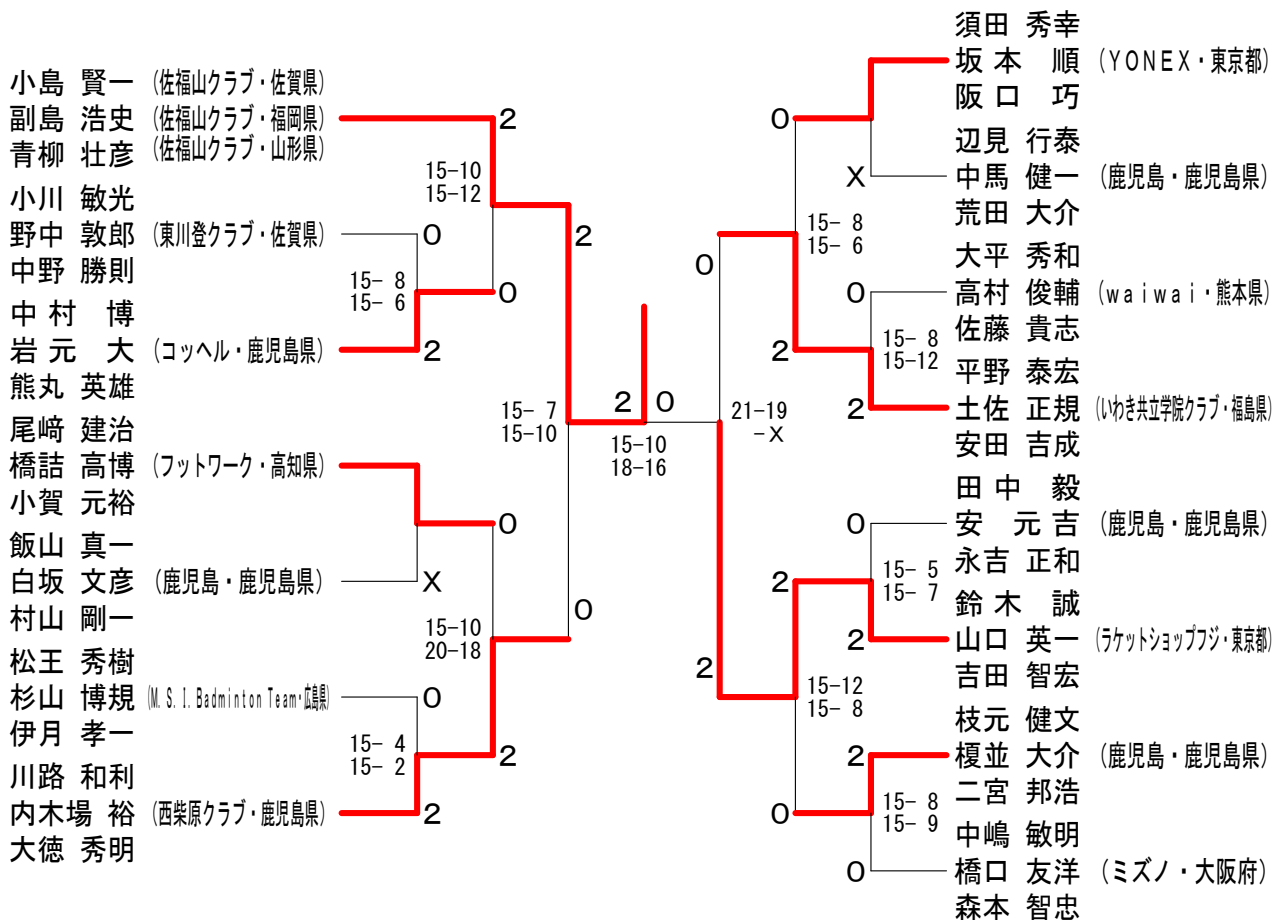 小島 賢一 (佐福山クラブ・佐賀県)
副島 浩史 (佐福山クラブ・福岡県)
青柳 壮彦 (佐福山クラブ・山形県)
小川 敏光
野中 敦郎 (東川登クラブ・佐賀県)
中野 勝則
中村 博
岩元 大 (コッヘル・鹿児島県)
熊丸 英雄
尾﨑 建治
橋詰 高博 (フットワーク・高知県)
小賀 元裕
飯山 真一
白坂 文彦 (鹿児島・鹿児島県)
村山 剛一
松王 秀樹
杉山 博規 (M.S.I.Badminton Team・広島県)
伊月 孝一
川路 和利
内木場 裕 (西柴原クラブ・鹿児島県)
大徳 秀明
2
15-10
15-12
0
15- 8
15- 6
0
2
2
15- 7
15-10
0
X
15-10
20-18
0
0
15- 4
15- 2
2
2
2 0
15-10
18-16
0
21-19
-X
2
0
X
15- 8
15- 6
0
2
15- 8
15-12
2
0
2
15- 5
15- 7
2
15-12
15- 8
2
0
15- 8
15- 9
0
須田 秀幸
坂本 順 (YONEX・東京都)
阪口 巧
辺見 行泰
中馬 健一 (鹿児島・鹿児島県)
荒田 大介
大平 秀和
高村 俊輔 (waiwai・熊本県)
佐藤 貴志
平野 泰宏
土佐 正規 (いわき共立学院クラブ・福島県)
安田 吉成
田中 毅
安 元吉 (鹿児島・鹿児島県)
永吉 正和
鈴木 誠
山口 英一 (ラケットショップフジ・東京都)
吉田 智宏
枝元 健文
榎並 大介 (鹿児島・鹿児島県)
二宮 邦浩
中嶋 敏明
橋口 友洋 (ミズノ・大阪府)
森本 智忠